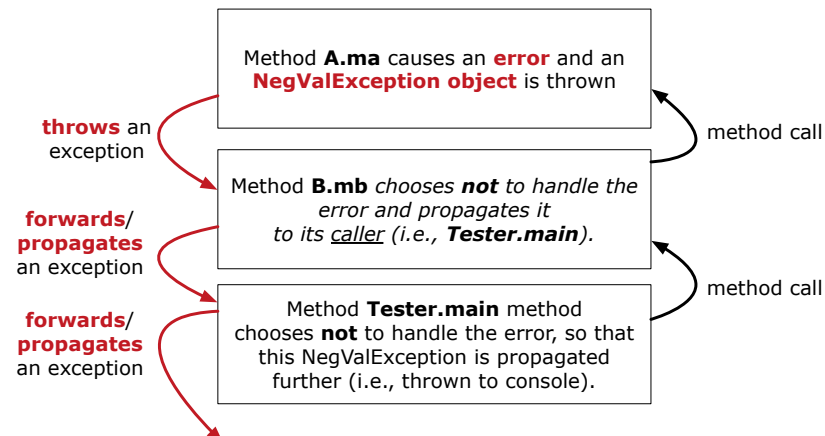 Method A.ma causes an error and an
NegValException object is thrown
throws an
exception
method call
Method B.mb chooses not to handle the
error and propagates it
to its caller (i.e., Tester.main).
forwards/
propagates
an exception
method call
Method Tester.main method
chooses not to handle the error, so that
this NegValException is propagated
further (i.e., thrown to console).
forwards/
propagates
an exception